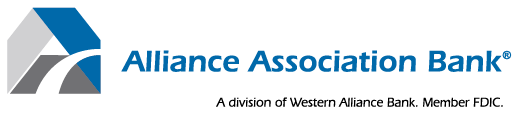 Alliance Association Bank®
A division of Western Alliance Bank. Member FDIC.